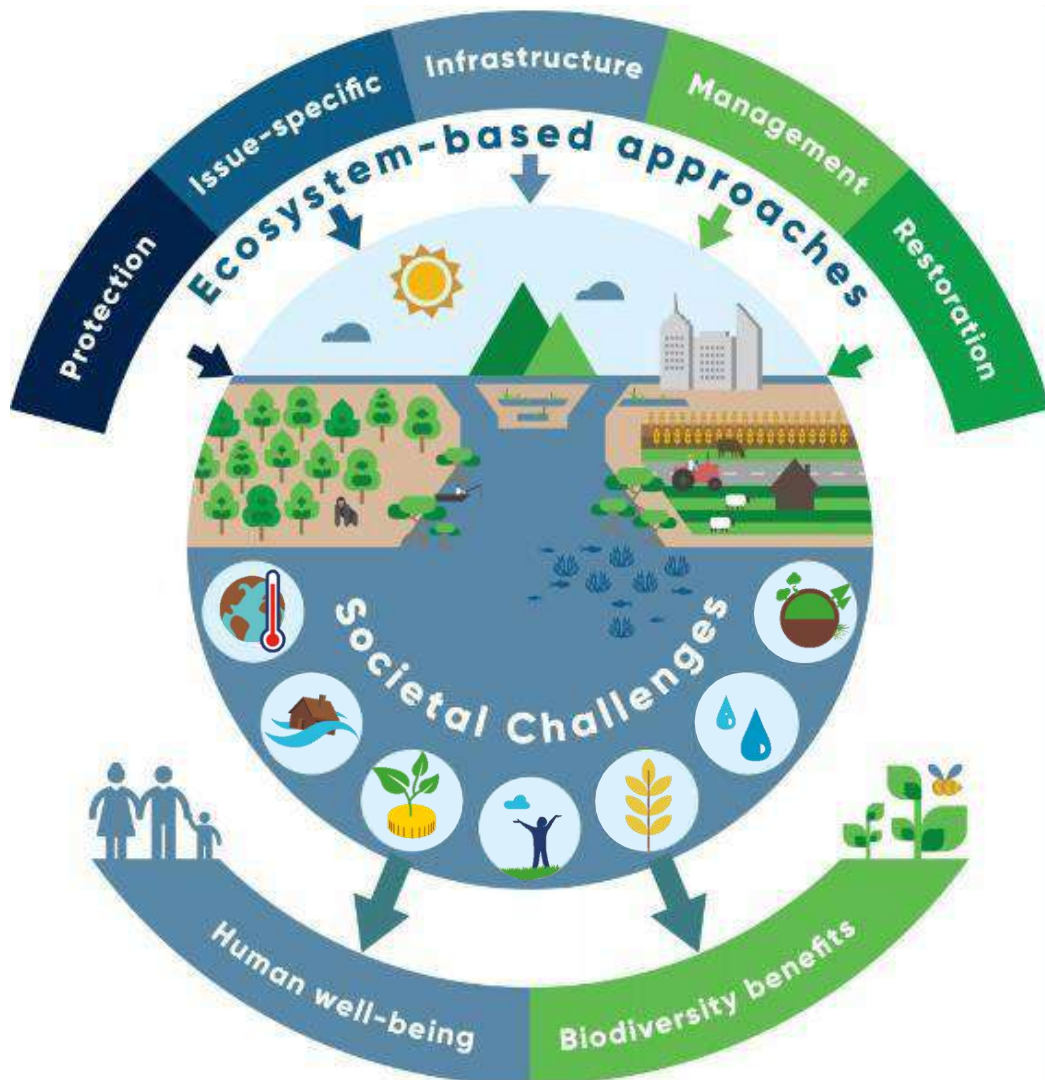 Protection
Issue-specific
Infrastructure
Management
Restoration
Ecosystem-based approaches
Societal Challenges
Human well-being
Biodiversity benefits